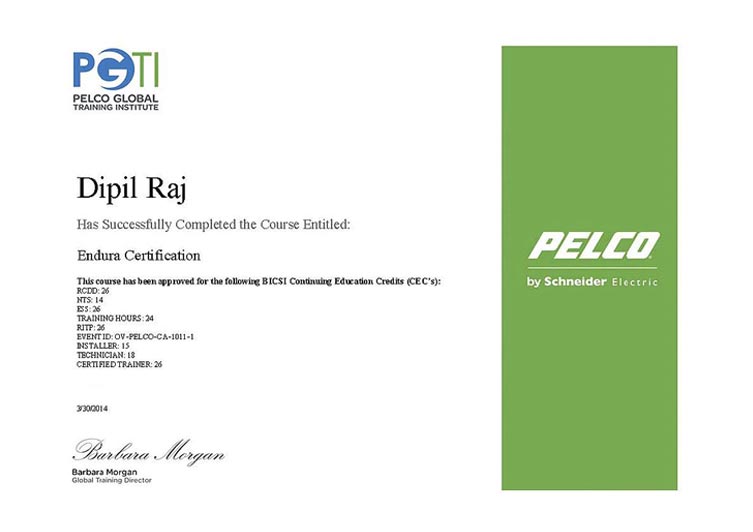 PGTI
PELCO GLOBAL
TRAINING INSTITUTE
Dipil Raj
Has Successfully Completed the Course Entitled:
Endura Certification
This course has been approved for the following BICSI Continuing Education Credits (CEC's):
RCDD: 26
NTS: 14
ESS: 26
TRAINING HOURS: 24
RITP: 26
EVENT ID: OV-PELCO-CA-1011-1
INSTALLER: 15
TECHNICIAN: 18
CERTIFIED TRAINER: 26
3/30/2014
Barbara Morgan
Barbara Morgan
Global Training Director
PELCO
by Schneider Electric